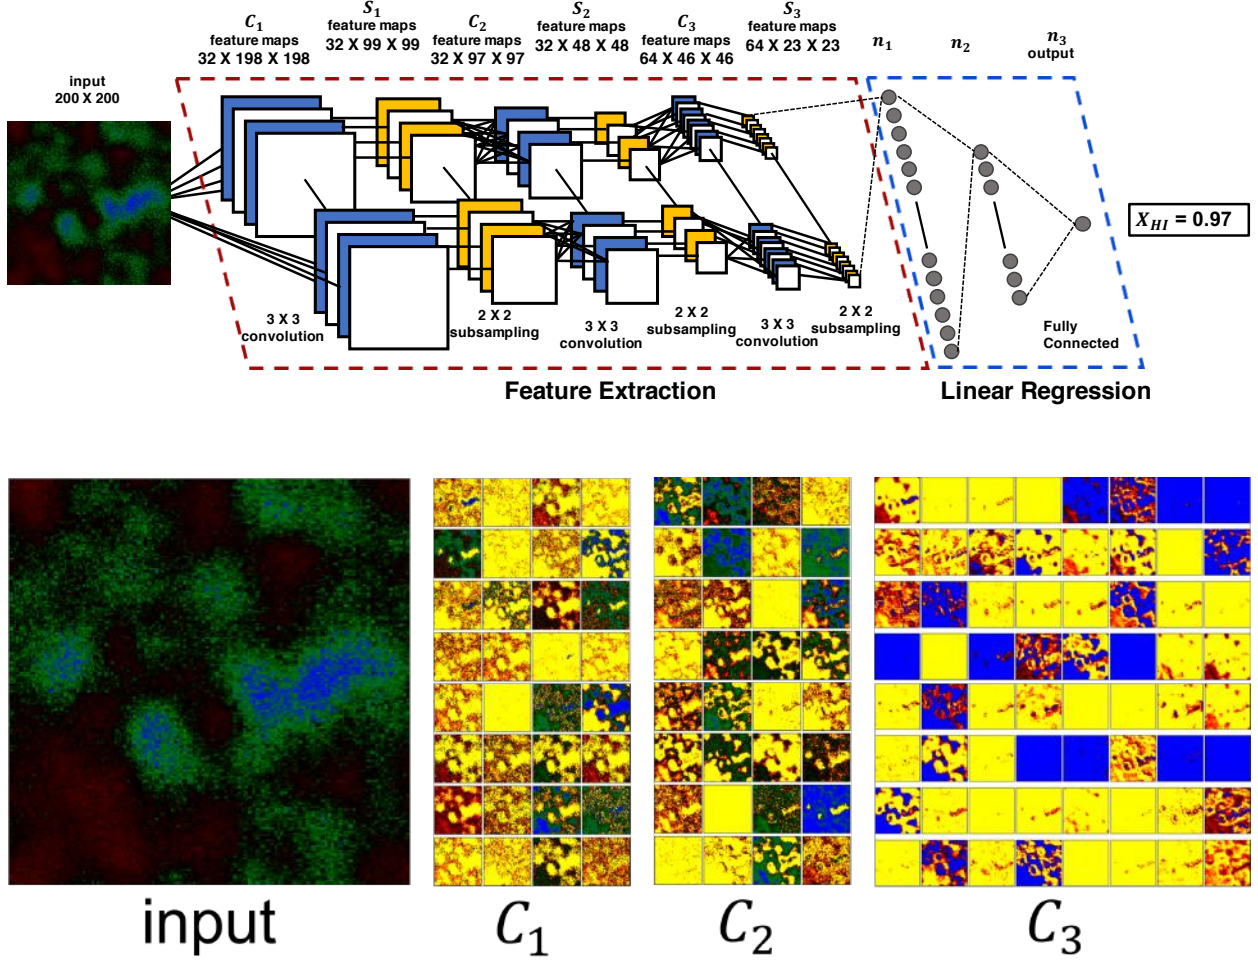 input
200 X 200
C₁
feature maps
32 X 198 X 198
S₁
feature maps
32 X 99 X 99
C₂
feature maps
32 X 97 X 97
S₂
feature maps
32 X 48 X 48
C₃
feature maps
64 X 46 X 46
S₃
feature maps
64 X 23 X 23
n₁
n₂
n₃
output
X_HI = 0.97
3 X 3
convolution
2 X 2
subsampling
3 X 3
convolution
2 X 2
subsampling
3 X 3
convolution
2 X 2
subsampling
Fully
Connected
Feature Extraction
Linear Regression
input
C₁
C₂
C₃